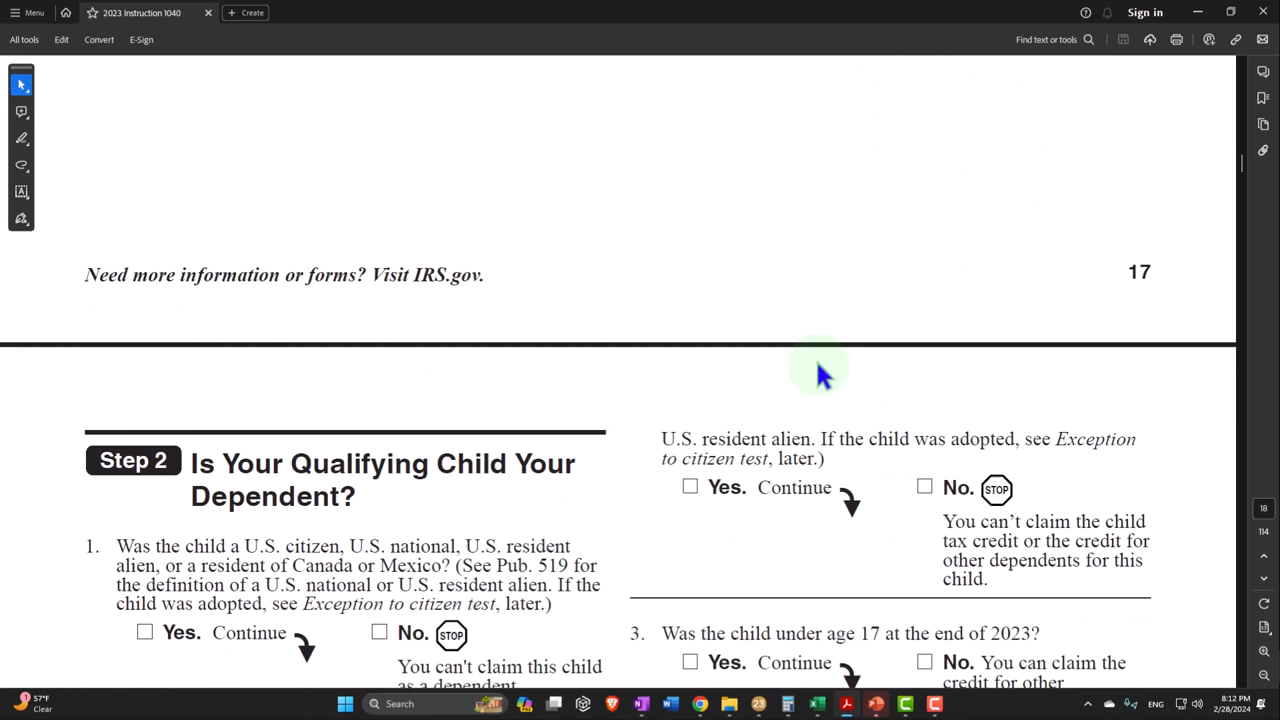 Menu
2023 Instruction 1040
Create
Sign in
All tools
Edit
Convert
E-Sign
Find text or tools
Need more information or forms? Visit IRS.gov.
17
Step 2 Is Your Qualifying Child Your
Dependent?
1. Was the child a U.S. citizen, U.S. national, U.S. resident
alien, or a resident of Canada or Mexico? (See Pub. 519 for
the definition of a U.S. national or U.S. resident alien. If the
child was adopted, see Exception to citizen test, later.)
Yes. Continue
No. STOP
You can't claim this child
as a dependent
U.S. resident alien. If the child was adopted, see Exception
to citizen test, later.)
Yes. Continue
No. STOP
You can’t claim the child
tax credit or the credit for
other dependents for this
child.
3. Was the child under age 17 at the end of 2023?
Yes. Continue
No. You can claim the
credit for other
18
114
1
57°F
Clear
Search
23
ENG
8:12 PM
2/28/2024